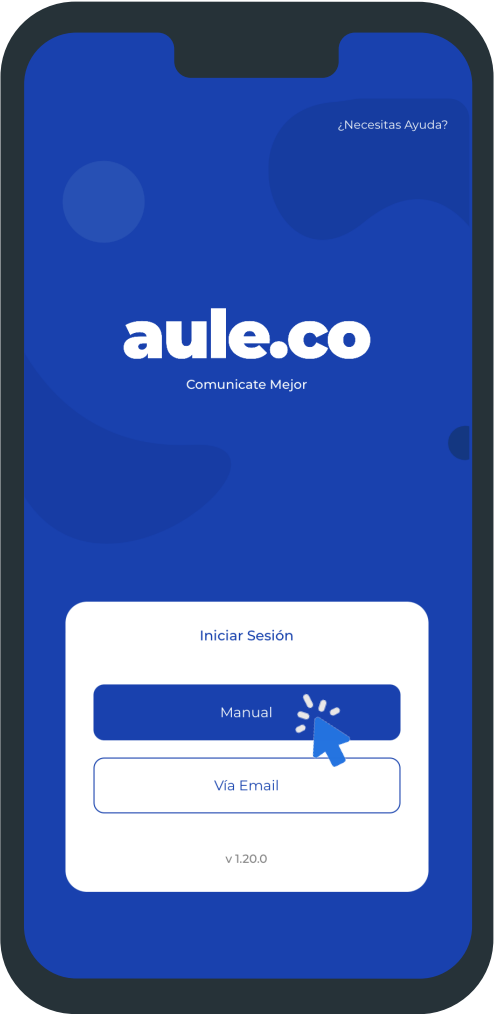 ¿Necesitas Ayuda?
aule.co
Comunicate Mejor
Iniciar Sesión
Manual
Vía Email
v 1.20.0